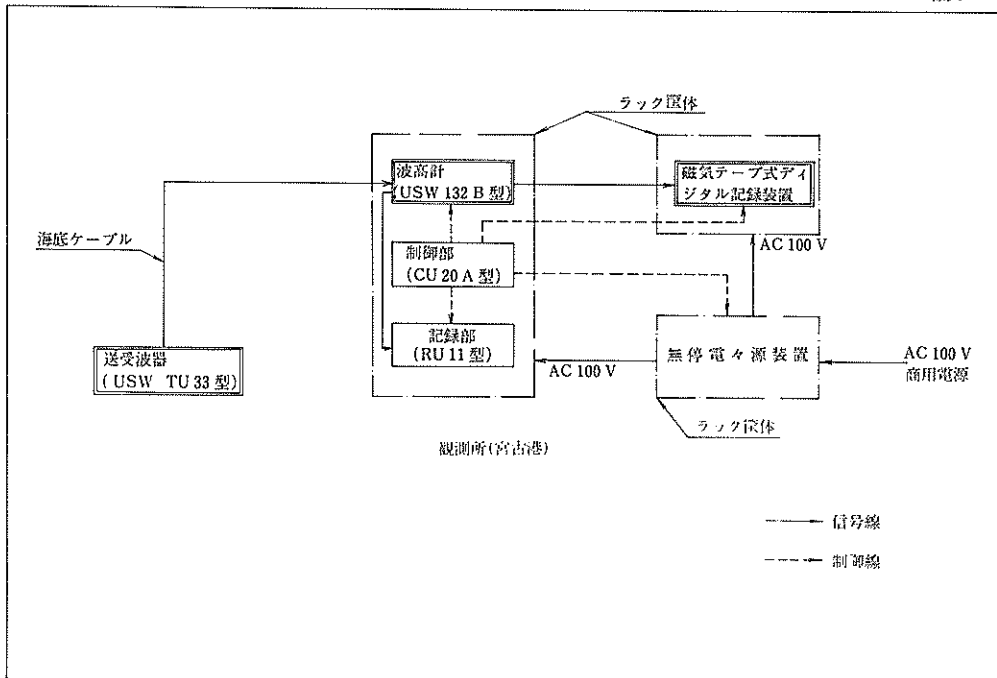 ラック筐体
波高計
(USW 132 B 型)
磁気テープ式ディ
ジタル記録装置
AC 100 V
海底ケーブル
制御部
(CU 20 A 型)
記録部
(RU 11 型)
無停電々源装置
AC 100 V
商用電源
AC 100 V
送受波器
(USW TU 33 型)
ラック筐体
観測所(宮古港)
信号線
制御線